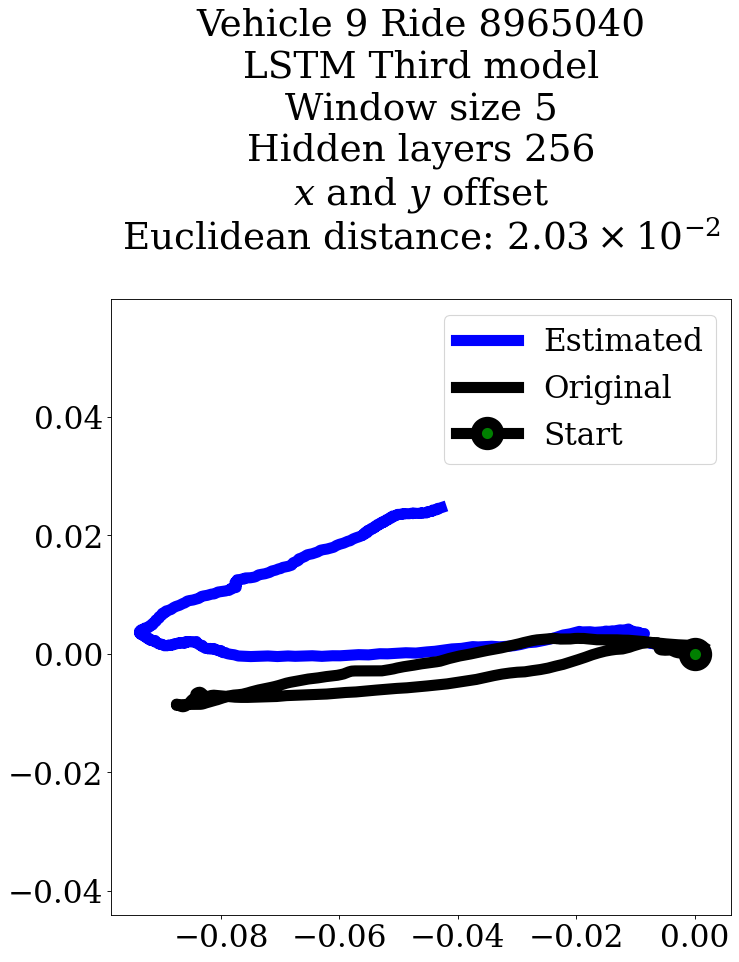 Vehicle 9 Ride 8965040
LSTM Third model
Window size 5
Hidden layers 256
x and y offset
Euclidean distance: 2.03 × 10⁻²
Estimated
Original
Start
0.04
0.02
0.00
−0.02
−0.04
−0.08
−0.06
−0.04
−0.02
0.00